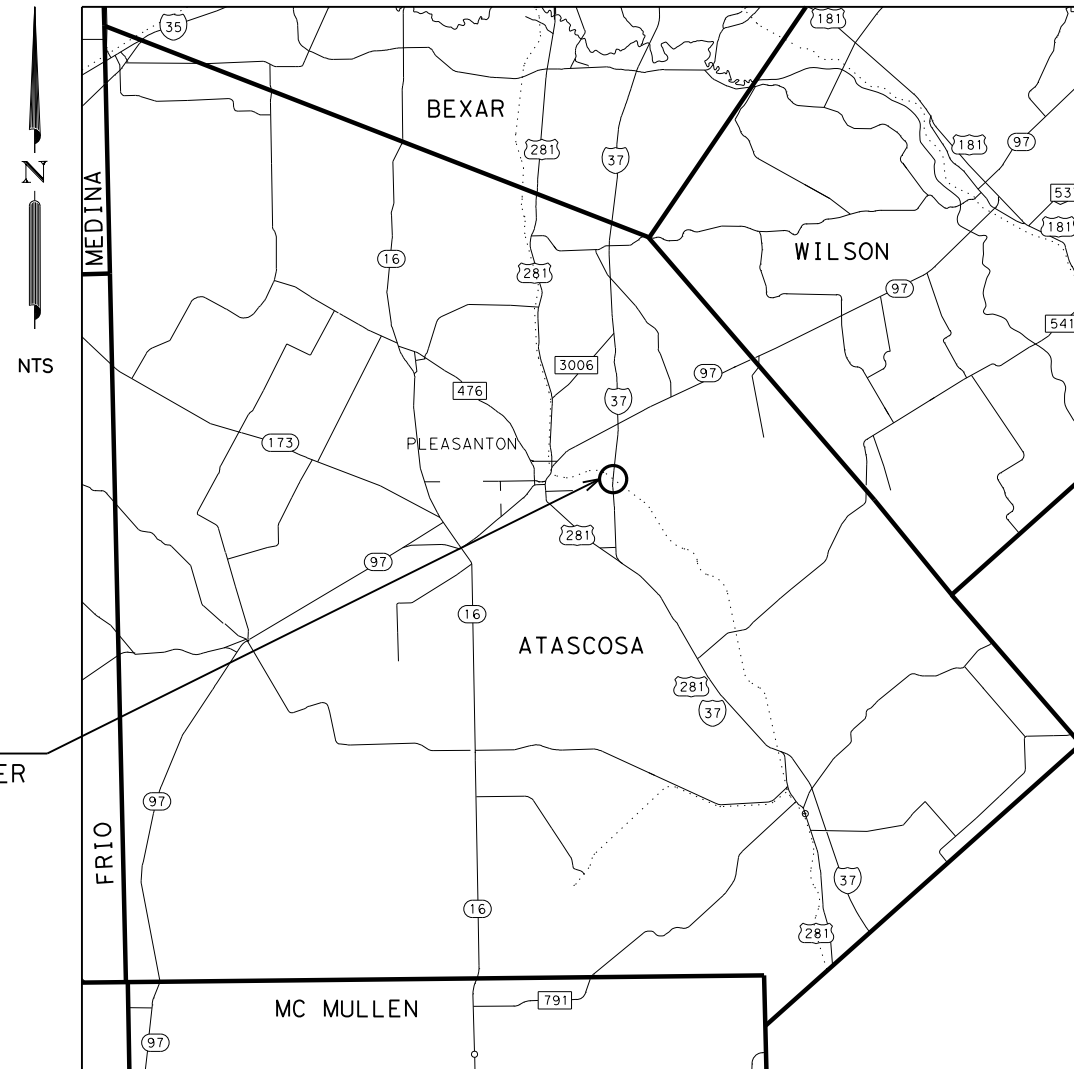 35
181
BEXAR
281
37
181
97
N
MEDINA
53
181
16
281
WILSON
97
541
NTS
3006
97
476
37
173
PLEASANTON
281
97
16
ATASCOSA
281
37
ER
97
FRIO
37
16
281
791
MC MULLEN
97